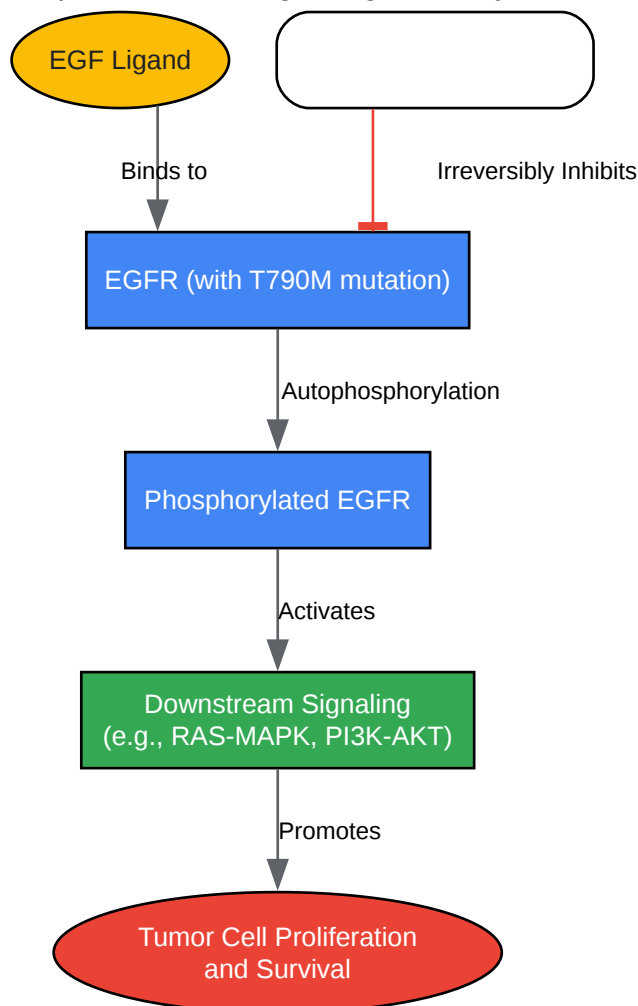 EGF Ligand
Binds to
Irreversibly Inhibits
EGFR (with T790M mutation)
Autophosphorylation
Phosphorylated EGFR
Activates
Downstream Signaling
(e.g., RAS-MAPK, PI3K-AKT)
Promotes
Tumor Cell Proliferation
and Survival